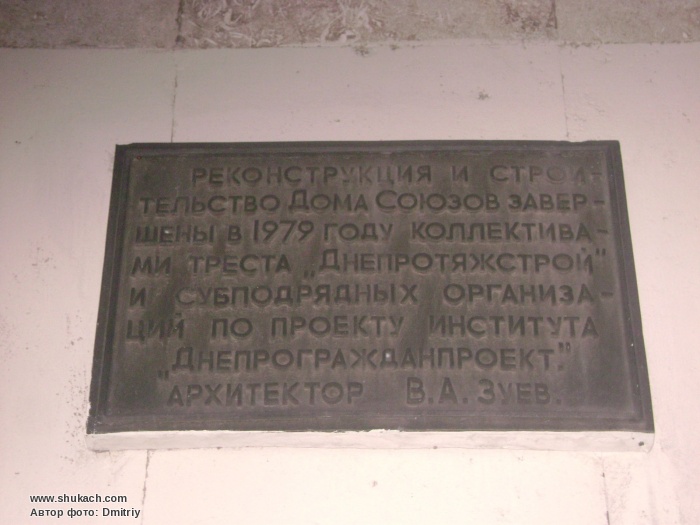 РЕКОНСТРУКЦИЯ И СТРОИ-
ТЕЛЬСТВО ДОМА СОЮЗОВ ЗАВЕР-
ШЕНЫ В 1979 ГОДУ КОЛЛЕКТИВА-
МИ ТРЕСТА „ДНЕПРОТЯЖСТРОЙ"
И СУБПОДРЯДНЫХ ОРГАНИЗА-
ЦИЙ ПО ПРОЕКТУ ИНСТИТУТА
„ДНЕПРОГРАЖДАНПРОЕКТ."
АРХИТЕКТОР В.А. ЗУЕВ.
www.shukach.com
Автор фото: Dmitriy